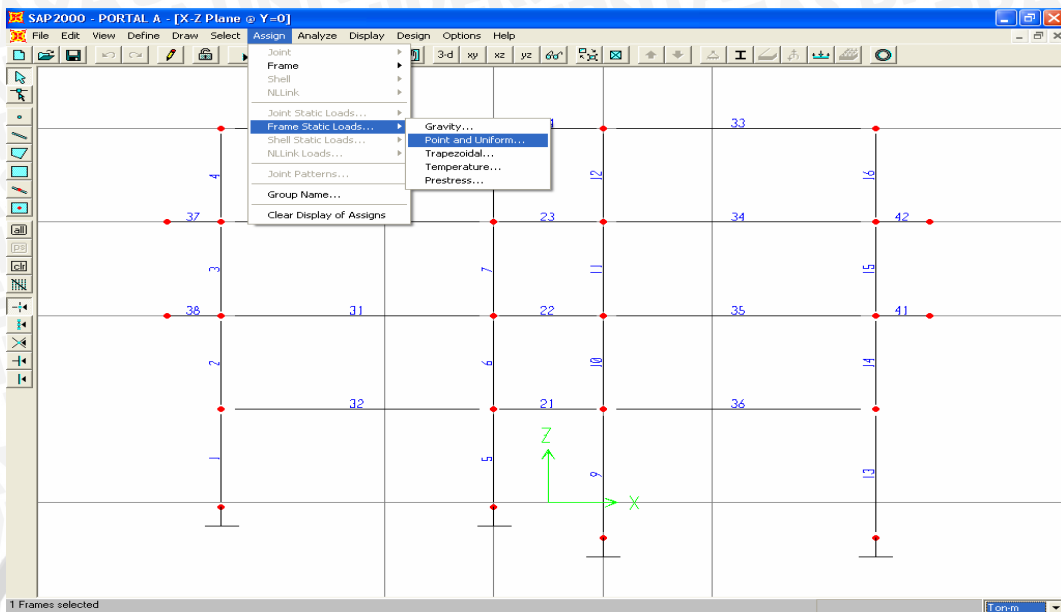 SAP2000 - PORTAL A - [X-Z Plane @ Y=0]
File Edit View Define Draw Select Assign Analyze Display Design Options Help
3-d xy xz yz
Joint
Frame
Shell
NLLink
Joint Static Loads...
Frame Static Loads...
Shell Static Loads...
NLLink Loads...
Joint Patterns...
Group Name...
Clear Display of Assigns
Gravity...
Point and Uniform...
Trapezoidal...
Temperature...
Prestress...
all
ps
clr
33
4 12 16
37 23 34 42
3 7 11 15
38 31 22 35 41
2 6 10 14
32 21 36
Z
1 5 9 13
X
1 Frames selected
Ton-m